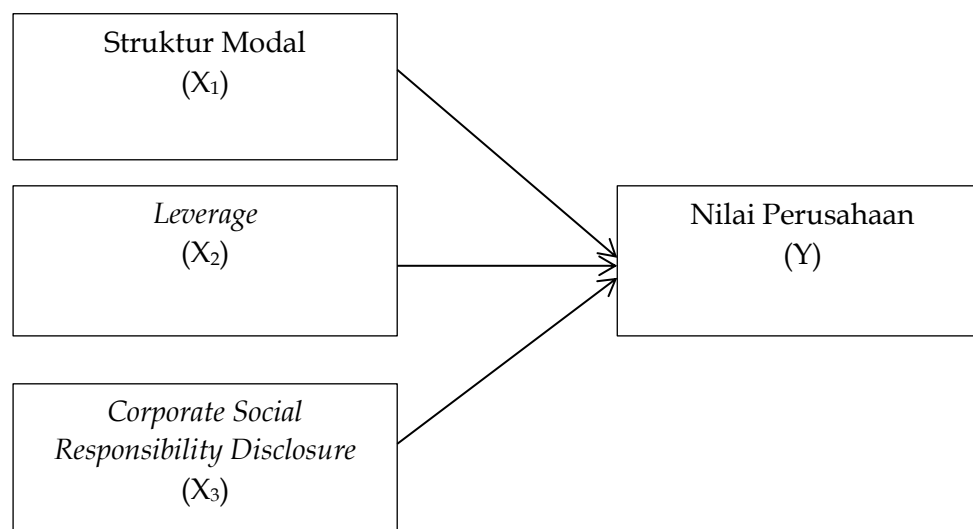 Struktur Modal
(X₁)
Leverage
(X₂)
Corporate Social
Responsibility Disclosure
(X₃)
Nilai Perusahaan
(Y)